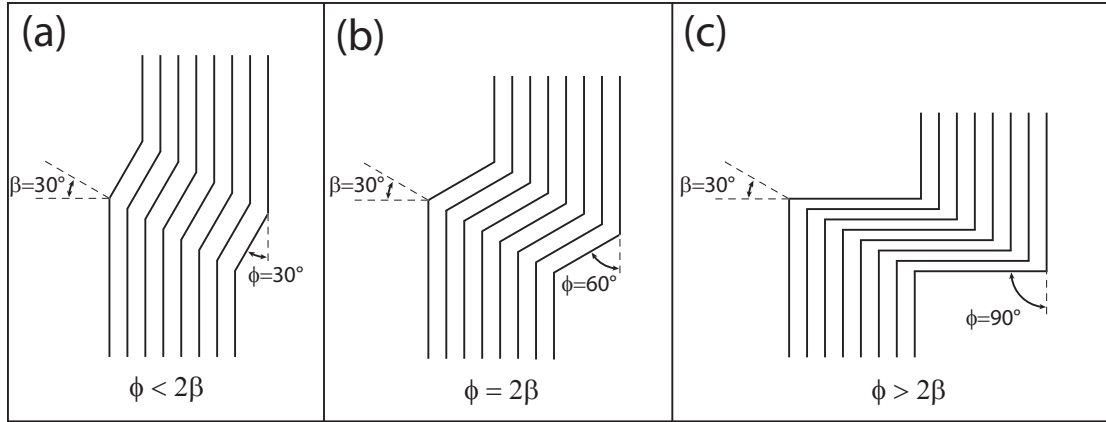 (a)
β=30°
ϕ=30°
ϕ < 2β
(b)
β=30°
ϕ=60°
ϕ = 2β
(c)
β=30°
ϕ=90°
ϕ > 2β